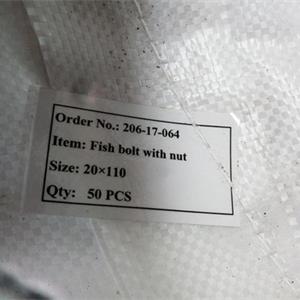 Order No.: 206-17-064
Item: Fish bolt with nut
Size: 20×110
Qty: 50 PCS